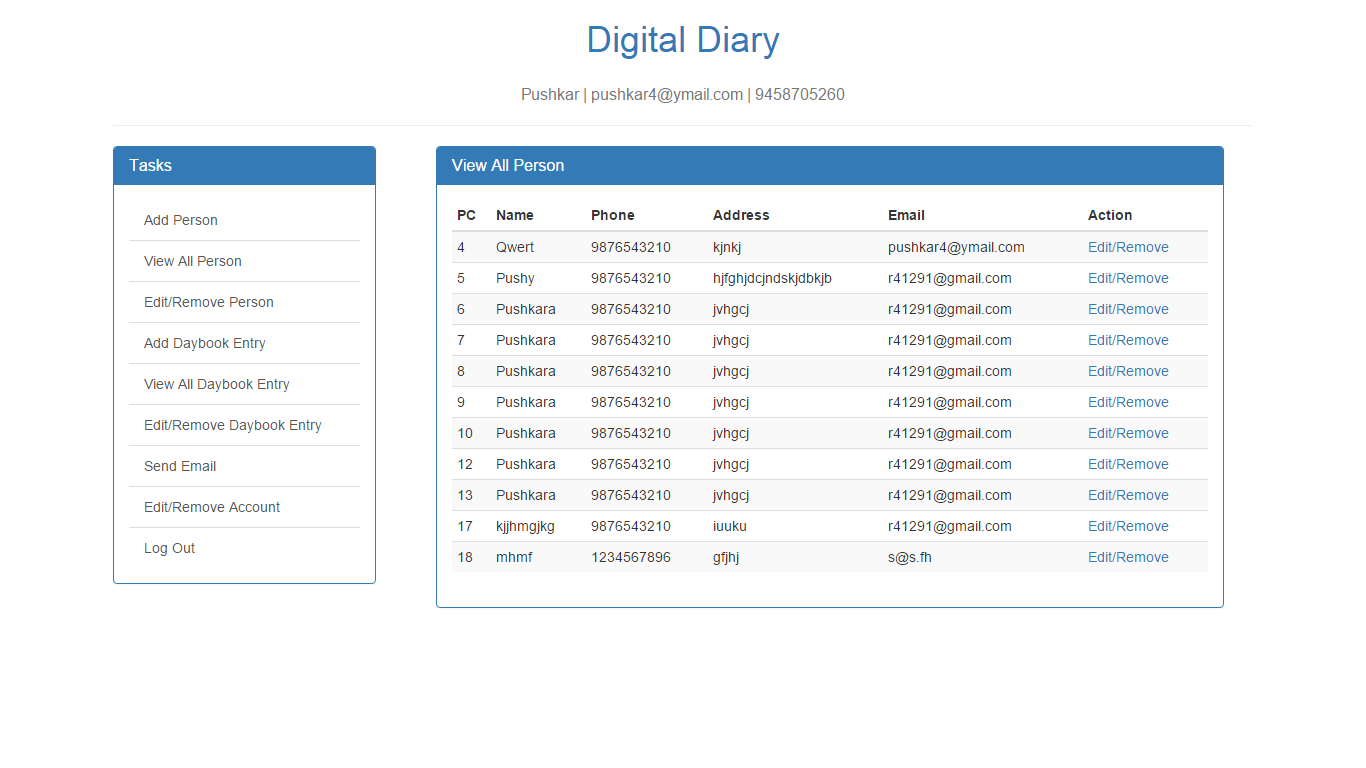 Digital Diary
Pushkar | pushkar4@ymail.com | 9458705260
Tasks
Add Person
View All Person
Edit/Remove Person
Add Daybook Entry
View All Daybook Entry
Edit/Remove Daybook Entry
Send Email
Edit/Remove Account
Log Out
View All Person
PC Name Phone Address Email Action
4 Qwert 9876543210 kjnkj pushkar4@ymail.com Edit/Remove
5 Pushy 9876543210 hjfghjdcjndskjdbkjb r41291@gmail.com Edit/Remove
6 Pushkara 9876543210 jvhgcj r41291@gmail.com Edit/Remove
7 Pushkara 9876543210 jvhgcj r41291@gmail.com Edit/Remove
8 Pushkara 9876543210 jvhgcj r41291@gmail.com Edit/Remove
9 Pushkara 9876543210 jvhgcj r41291@gmail.com Edit/Remove
10 Pushkara 9876543210 jvhgcj r41291@gmail.com Edit/Remove
12 Pushkara 9876543210 jvhgcj r41291@gmail.com Edit/Remove
13 Pushkara 9876543210 jvhgcj r41291@gmail.com Edit/Remove
17 kjjhmgjkg 9876543210 iuuku r41291@gmail.com Edit/Remove
18 mhmf 1234567896 gfjhj s@s.fh Edit/Remove